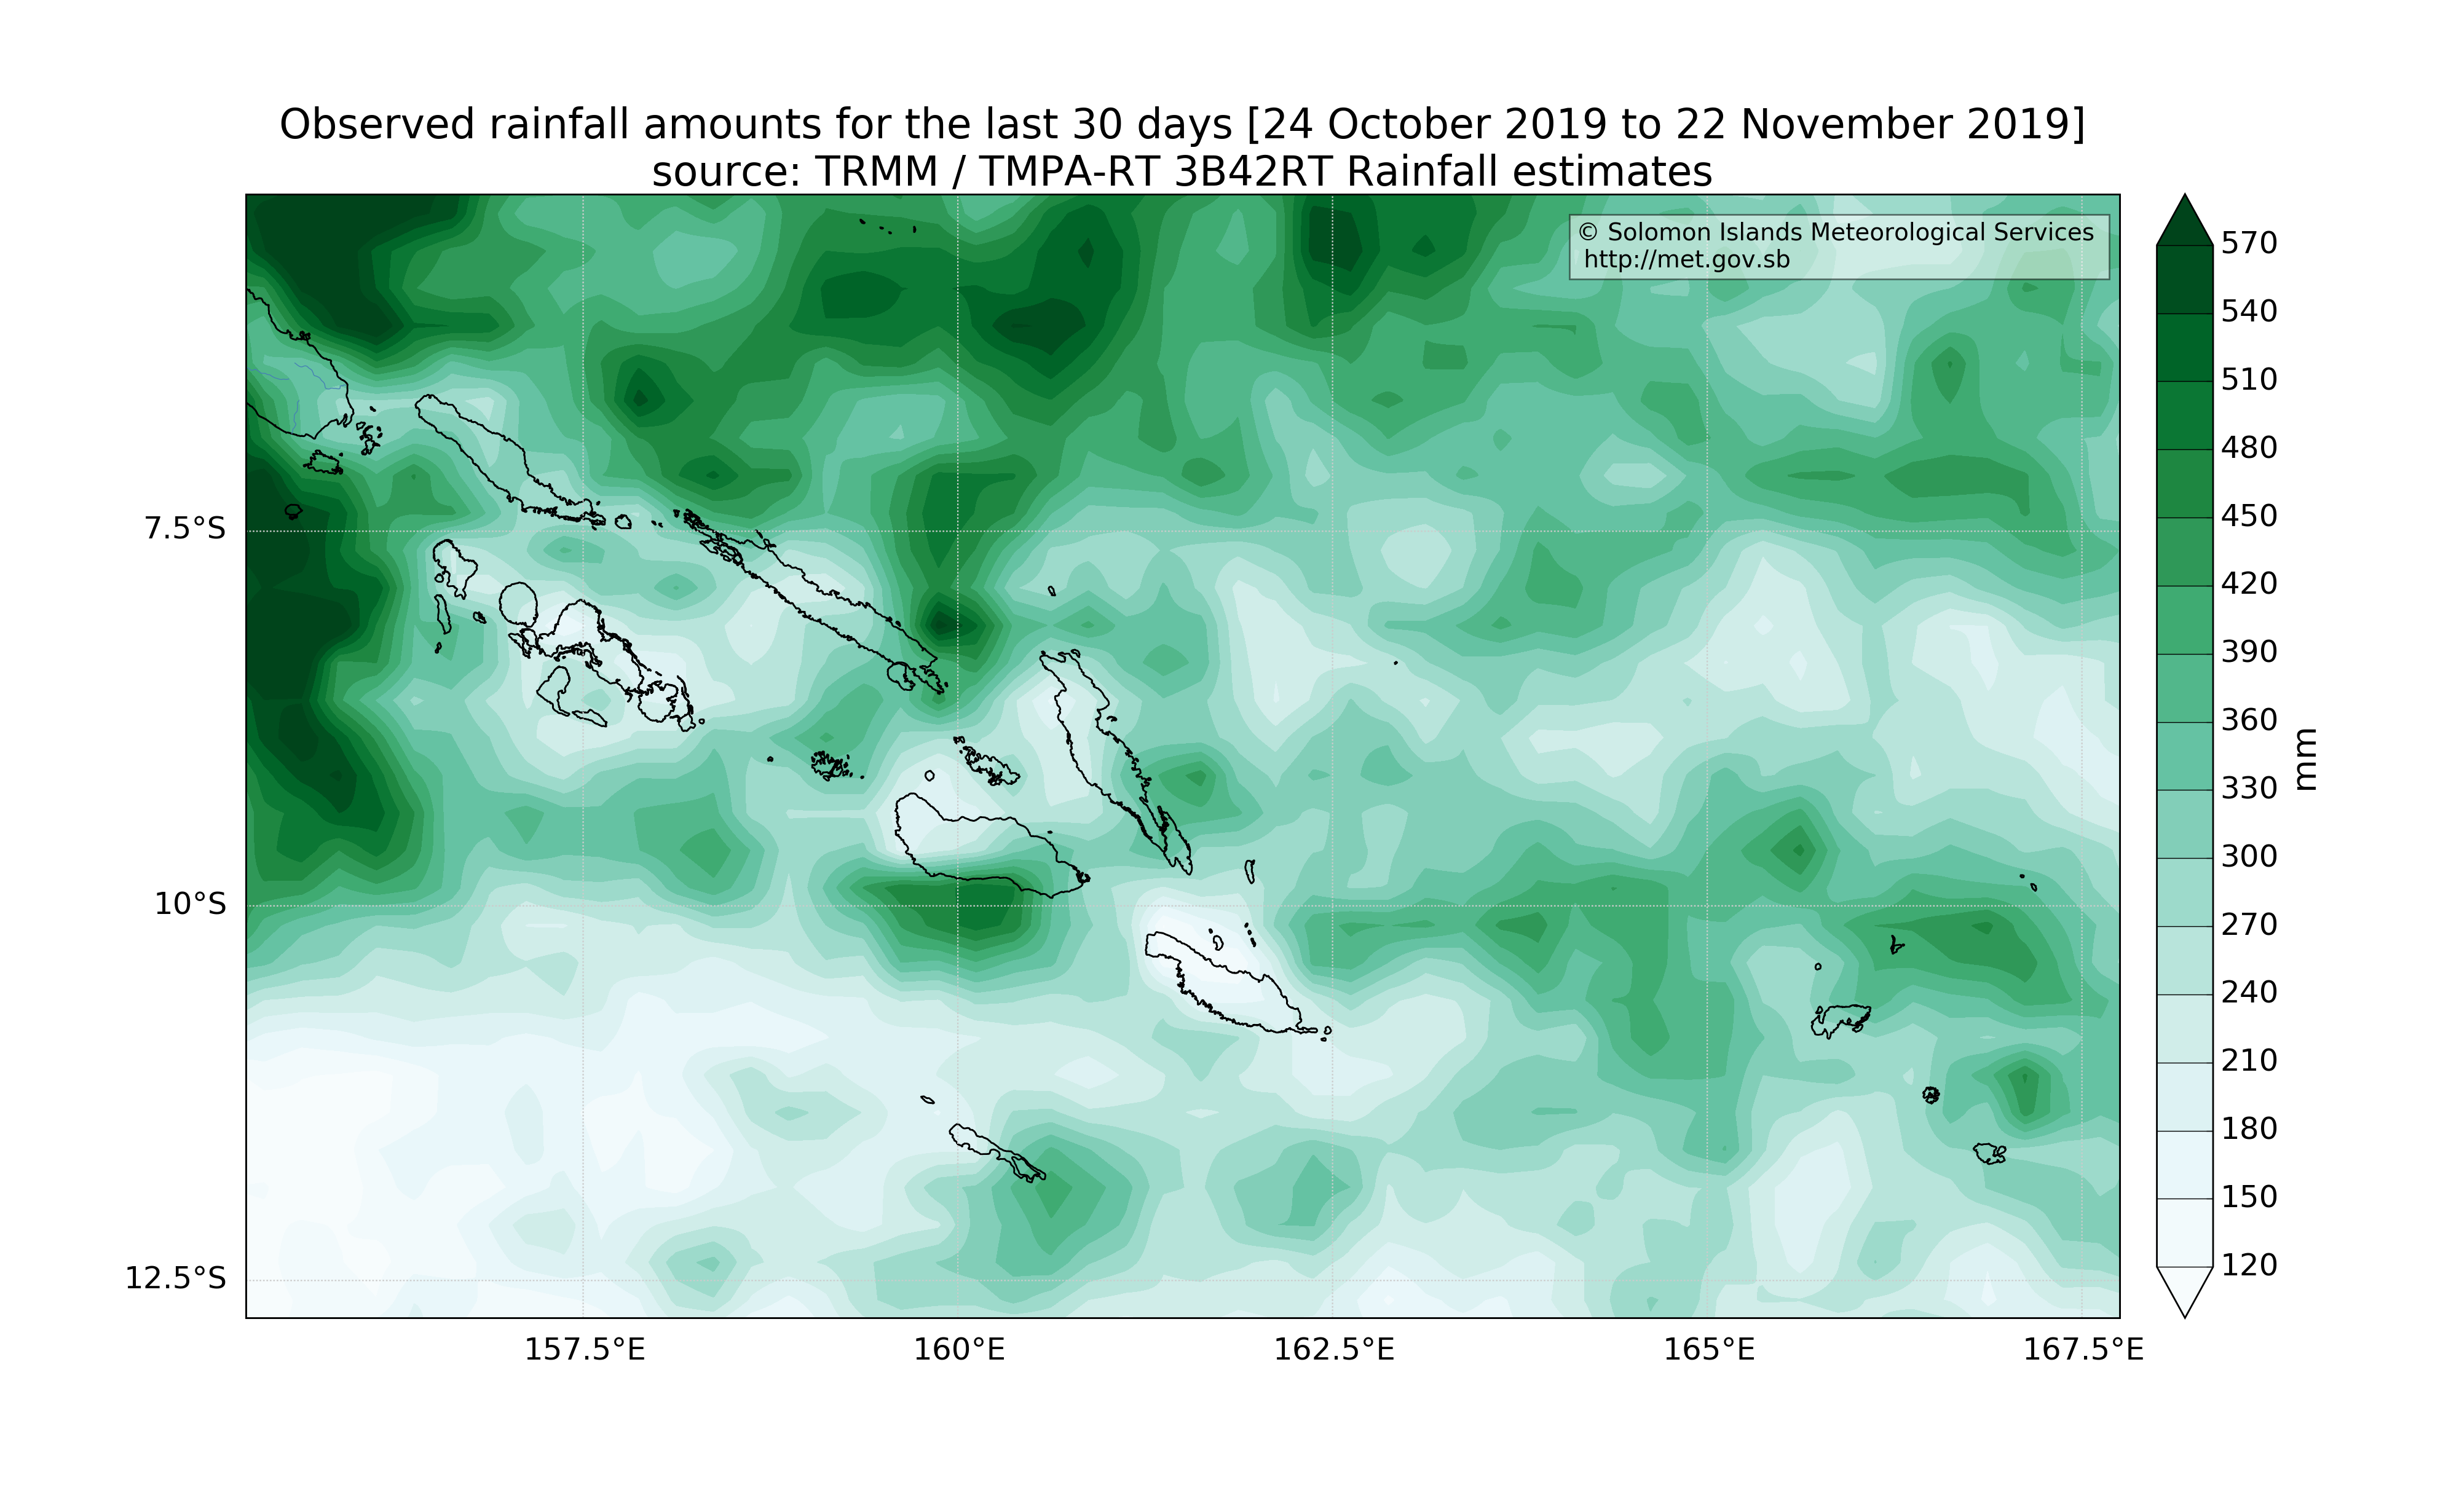 Observed rainfall amounts for the last 30 days [24 October 2019 to 22 November 2019]
source: TRMM / TMPA-RT 3B42RT Rainfall estimates
© Solomon Islands Meteorological Services
http://met.gov.sb
7.5°S
10°S
12.5°S
157.5°E
160°E
162.5°E
165°E
167.5°E
570
540
510
480
450
420
390
360
330
300
270
240
210
180
150
120
mm